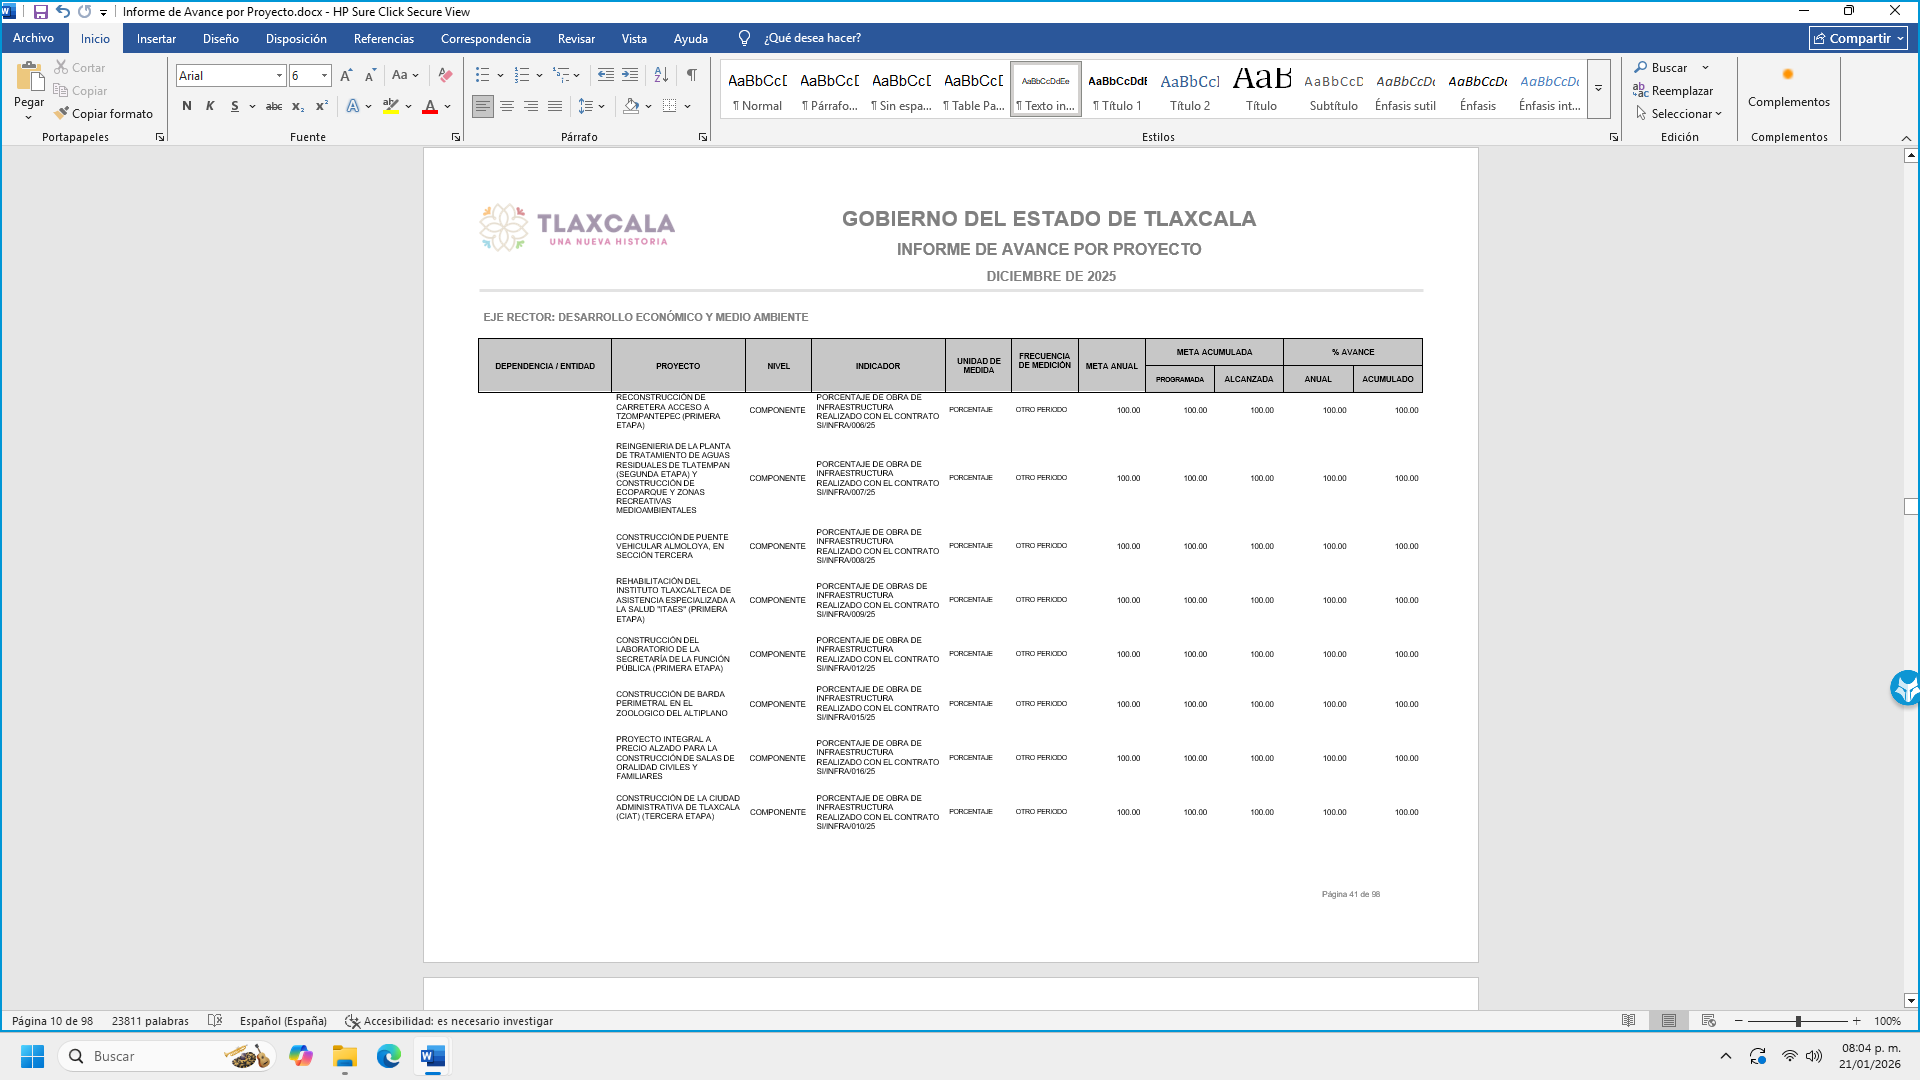 Informe de Avance por Proyecto.docx - HP Sure Click Secure View
Archivo Inicio Insertar Diseño Disposición Referencias Correspondencia Revisar Vista Ayuda ¿Qué desea hacer? Compartir
Pegar
Cortar
Copiar
Copiar formato
Portapapeles
Arial 6
Aa
N K S abc x₂ x² A ab A
Fuente
Párrafo
AaBbCcI AaBbCcI AaBbCcI AaBbCcI AaBbCcDdEe AaBbCcDdE AaBbCcI AaB AaBbCcD AaBbCcDc AaBbCcDc AaBbCcDc
¶ Normal ¶ Párrafo... ¶ Sin espa... ¶ Table Pa... ¶ Texto in... ¶ Título 1 Título 2 Título Subtítulo Énfasis sutil Énfasis Énfasis int...
Estilos
Buscar
Reemplazar
Seleccionar
Edición
Complementos
Complementos
TLAXCALA
UNA NUEVA HISTORIA
GOBIERNO DEL ESTADO DE TLAXCALA
INFORME DE AVANCE POR PROYECTO
DICIEMBRE DE 2025
EJE RECTOR: DESARROLLO ECONÓMICO Y MEDIO AMBIENTE
DEPENDENCIA / ENTIDAD PROYECTO NIVEL INDICADOR UNIDAD DE MEDIDA FRECUENCIA DE MEDICIÓN META ANUAL META ACUMULADA % AVANCE
PROGRAMADA ALCANZADA ANUAL ACUMULADO
RECONSTRUCCIÓN DE
CARRETERA ACCESO A
TZOMPANTEPEC (PRIMERA
ETAPA)
COMPONENTE
PORCENTAJE DE OBRA DE
INFRAESTRUCTURA
REALIZADO CON EL CONTRATO
SI/INFRA/006/25
PORCENTAJE OTRO PERIODO 100.00 100.00 100.00 100.00 100.00
REINGENIERIA DE LA PLANTA
DE TRATAMIENTO DE AGUAS
RESIDUALES DE TLATEMPAN
(SEGUNDA ETAPA) Y
CONSTRUCCIÓN DE
ECOPARQUE Y ZONAS
RECREATIVAS
MEDIOAMBIENTALES
COMPONENTE
PORCENTAJE DE OBRA DE
INFRAESTRUCTURA
REALIZADO CON EL CONTRATO
SI/INFRA/007/25
PORCENTAJE OTRO PERIODO 100.00 100.00 100.00 100.00 100.00
CONSTRUCCIÓN DE PUENTE
VEHICULAR ALMOLOYA, EN
SECCIÓN TERCERA
COMPONENTE
PORCENTAJE DE OBRA DE
INFRAESTRUCTURA
REALIZADO CON EL CONTRATO
SI/INFRA/008/25
PORCENTAJE OTRO PERIODO 100.00 100.00 100.00 100.00 100.00
REHABILITACIÓN DEL
INSTITUTO TLAXCALTECA DE
ASISTENCIA ESPECIALIZADA A
LA SALUD "ITAES" (PRIMERA
ETAPA)
COMPONENTE
PORCENTAJE DE OBRAS DE
INFRAESTRUCTURA
REALIZADO CON EL CONTRATO
SI/INFRA/009/25
PORCENTAJE OTRO PERIODO 100.00 100.00 100.00 100.00 100.00
CONSTRUCCIÓN DEL
LABORATORIO DE LA
SECRETARÍA DE LA FUNCIÓN
PÚBLICA (PRIMERA ETAPA)
COMPONENTE
PORCENTAJE DE OBRA DE
INFRAESTRUCTURA
REALIZADO CON EL CONTRATO
SI/INFRA/012/25
PORCENTAJE OTRO PERIODO 100.00 100.00 100.00 100.00 100.00
CONSTRUCCIÓN DE BARDA
PERIMETRAL EN EL
ZOOLOGICO DEL ALTIPLANO
COMPONENTE
PORCENTAJE DE OBRA DE
INFRAESTRUCTURA
REALIZADO CON EL CONTRATO
SI/INFRA/015/25
PORCENTAJE OTRO PERIODO 100.00 100.00 100.00 100.00 100.00
PROYECTO INTEGRAL A
PRECIO ALZADO PARA LA
CONSTRUCCIÓN DE SALAS DE
ORALIDAD CIVILES Y
FAMILIARES
COMPONENTE
PORCENTAJE DE OBRA DE
INFRAESTRUCTURA
REALIZADO CON EL CONTRATO
SI/INFRA/016/25
PORCENTAJE OTRO PERIODO 100.00 100.00 100.00 100.00 100.00
CONSTRUCCIÓN DE LA CIUDAD
ADMINISTRATIVA DE TLAXCALA
(CIAT) (TERCERA ETAPA)
COMPONENTE
PORCENTAJE DE OBRA DE
INFRAESTRUCTURA
REALIZADO CON EL CONTRATO
SI/INFRA/010/25
PORCENTAJE OTRO PERIODO 100.00 100.00 100.00 100.00 100.00
Página 41 de 98
Página 10 de 98 23811 palabras Español (España) Accesibilidad: es necesario investigar 100%
Buscar
08:04 p. m.
21/01/2026